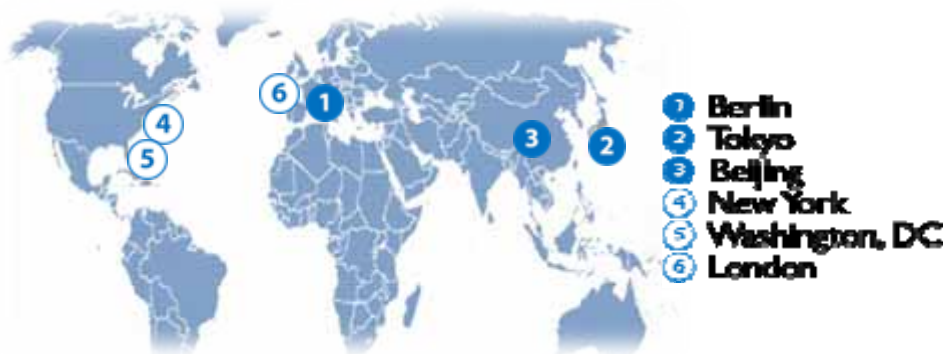 6
1
4
5
3
2
1 Berlin
2 Tokyo
3 Beijing
4 New York
5 Washington, DC
6 London